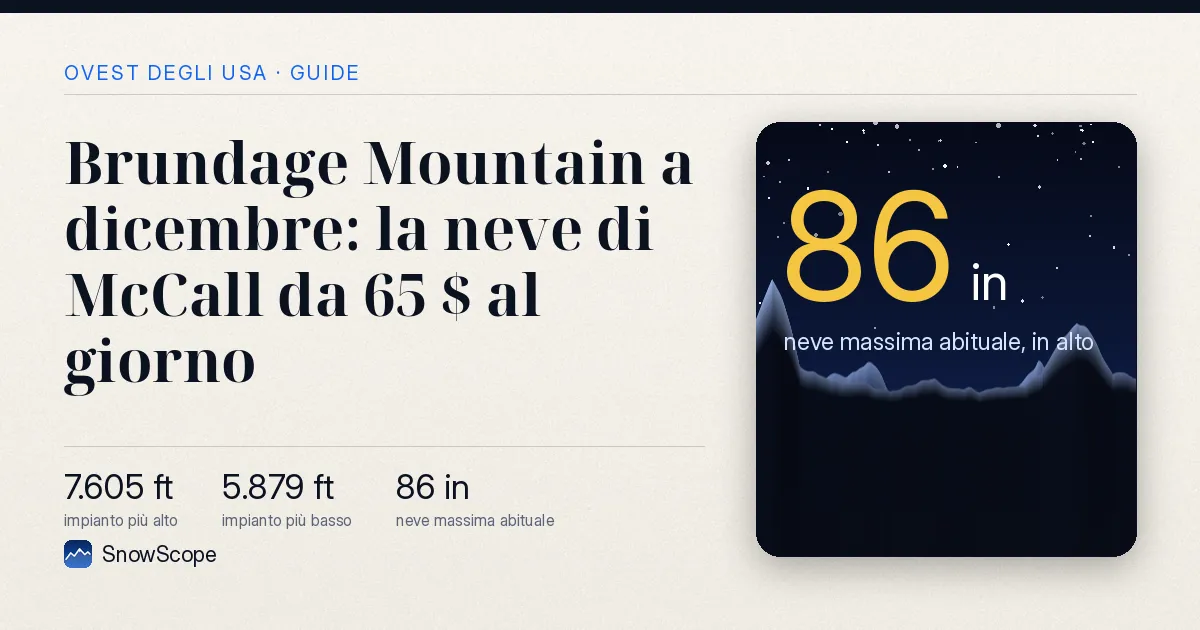 OVEST DEGLI USA · GUIDE
Brundage Mountain a
dicembre: la neve di
McCall da 65 $ al
giorno
86 in
neve massima abituale, in alto
7.605 ft
impianto più alto
5.879 ft
impianto più basso
86 in
neve massima abituale
SnowScope